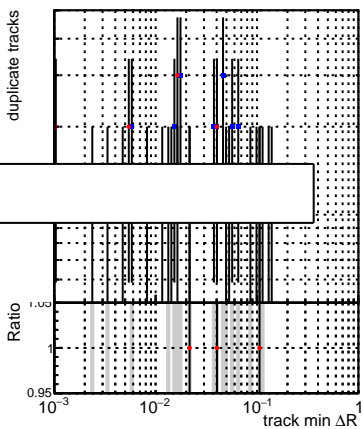 duplicate tracks
Ratio
1.05
1
0.95
10⁻³
10⁻²
10⁻¹
1
track min ΔR